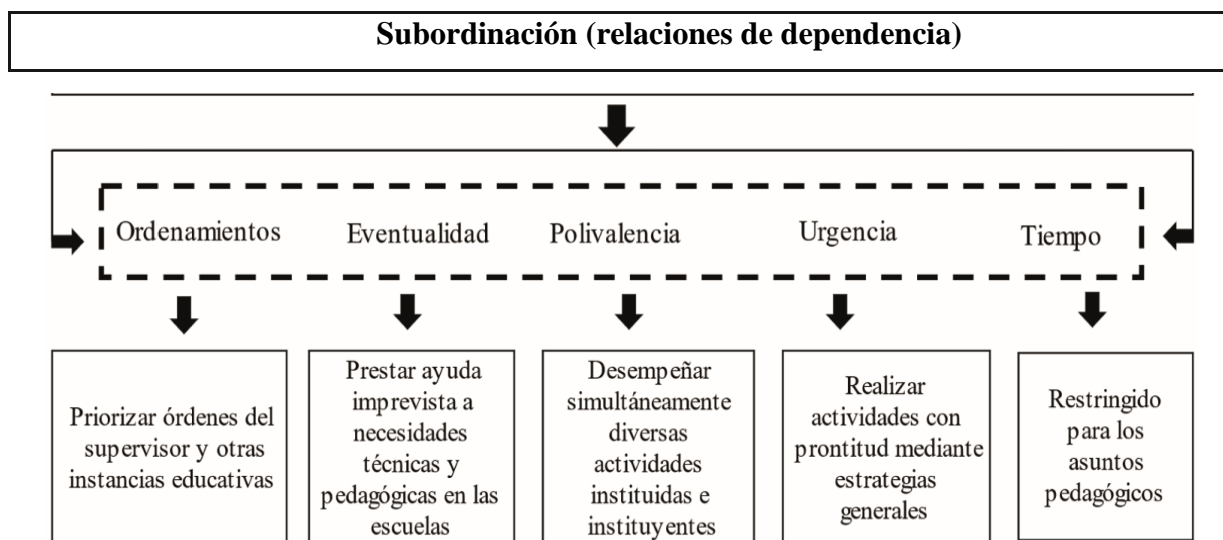 Subordinación (relaciones de dependencia)
Ordenamientos
Eventualidad
Polivalencia
Urgencia
Tiempo
Priorizar órdenes del
supervisor y otras
instancias educativas
Prestar ayuda
imprevista a
necesidades
técnicas y
pedagógicas en las
escuelas
Desempeñar
simultáneamente
diversas
actividades
instituidas e
instituyentes
Realizar
actividades con
prontitud mediante
estrategias
generales
Restringido
para los
asuntos
pedagógicos